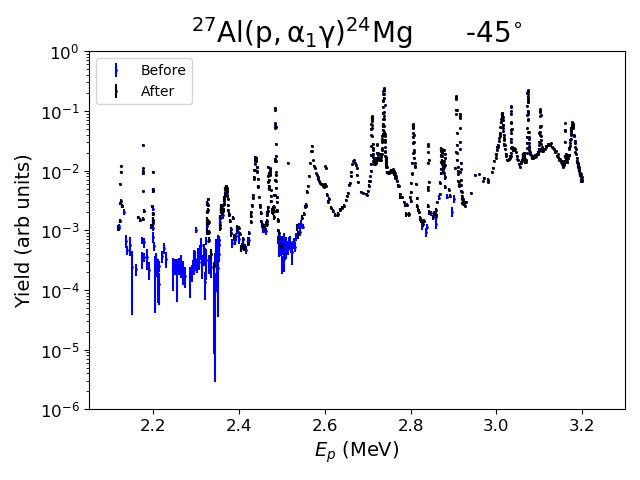 ²⁷Al(p, α₁γ)²⁴Mg -45°
Before
After
Yield (arb units)
10⁰
10⁻¹
10⁻²
10⁻³
10⁻⁴
10⁻⁵
10⁻⁶
2.2 2.4 2.6 2.8 3.0 3.2
Eₚ (MeV)